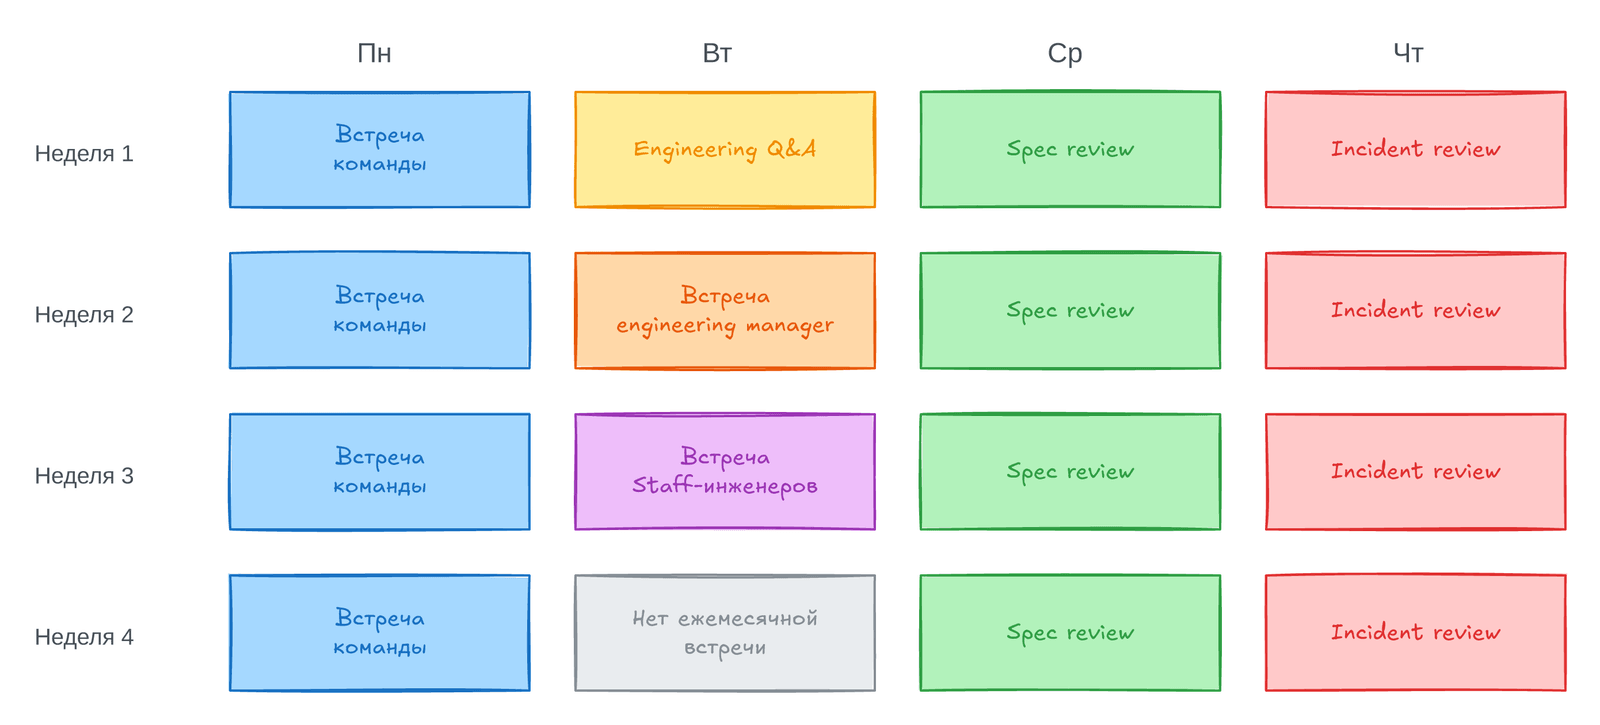 Пн
Вт
Ср
Чт
Неделя 1
Встреча
команды
Engineering Q&A
Spec review
Incident review
Неделя 2
Встреча
команды
Встреча
engineering manager
Spec review
Incident review
Неделя 3
Встреча
команды
Встреча
Staff-инженеров
Spec review
Incident review
Неделя 4
Встреча
команды
Нет ежемесячной
встречи
Spec review
Incident review